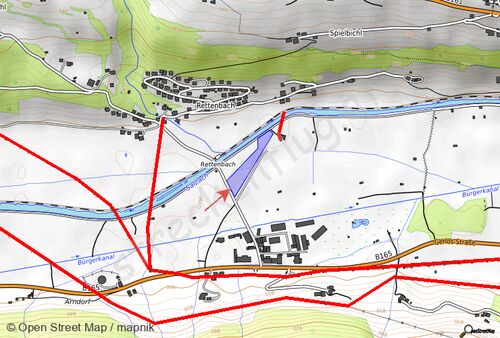 Spielbichl
Rettenbach
Rettenbach
Salzach
Bürgerkanal
Bürgerkanal
Gerlos Straße
B165
B165
Arndorf
© Open Street Map / mapnik